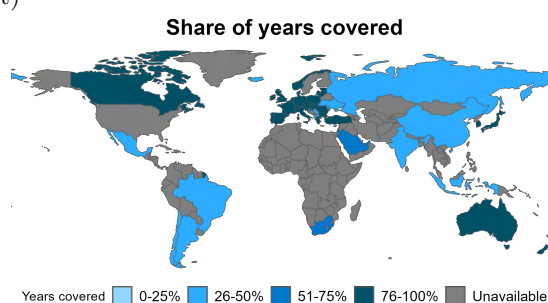 Share of years covered
Years covered 0-25% 26-50% 51-75% 76-100% Unavailable